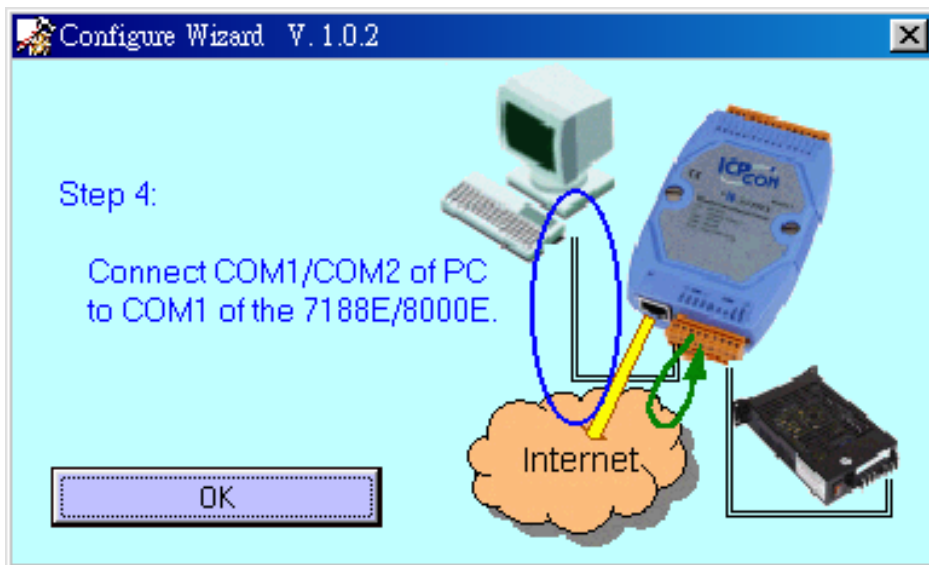 Configure Wizard V. 1.0.2
Step 4:
Connect COM1/COM2 of PC
to COM1 of the 7188E/8000E.
ICP
CON
Internet
OK